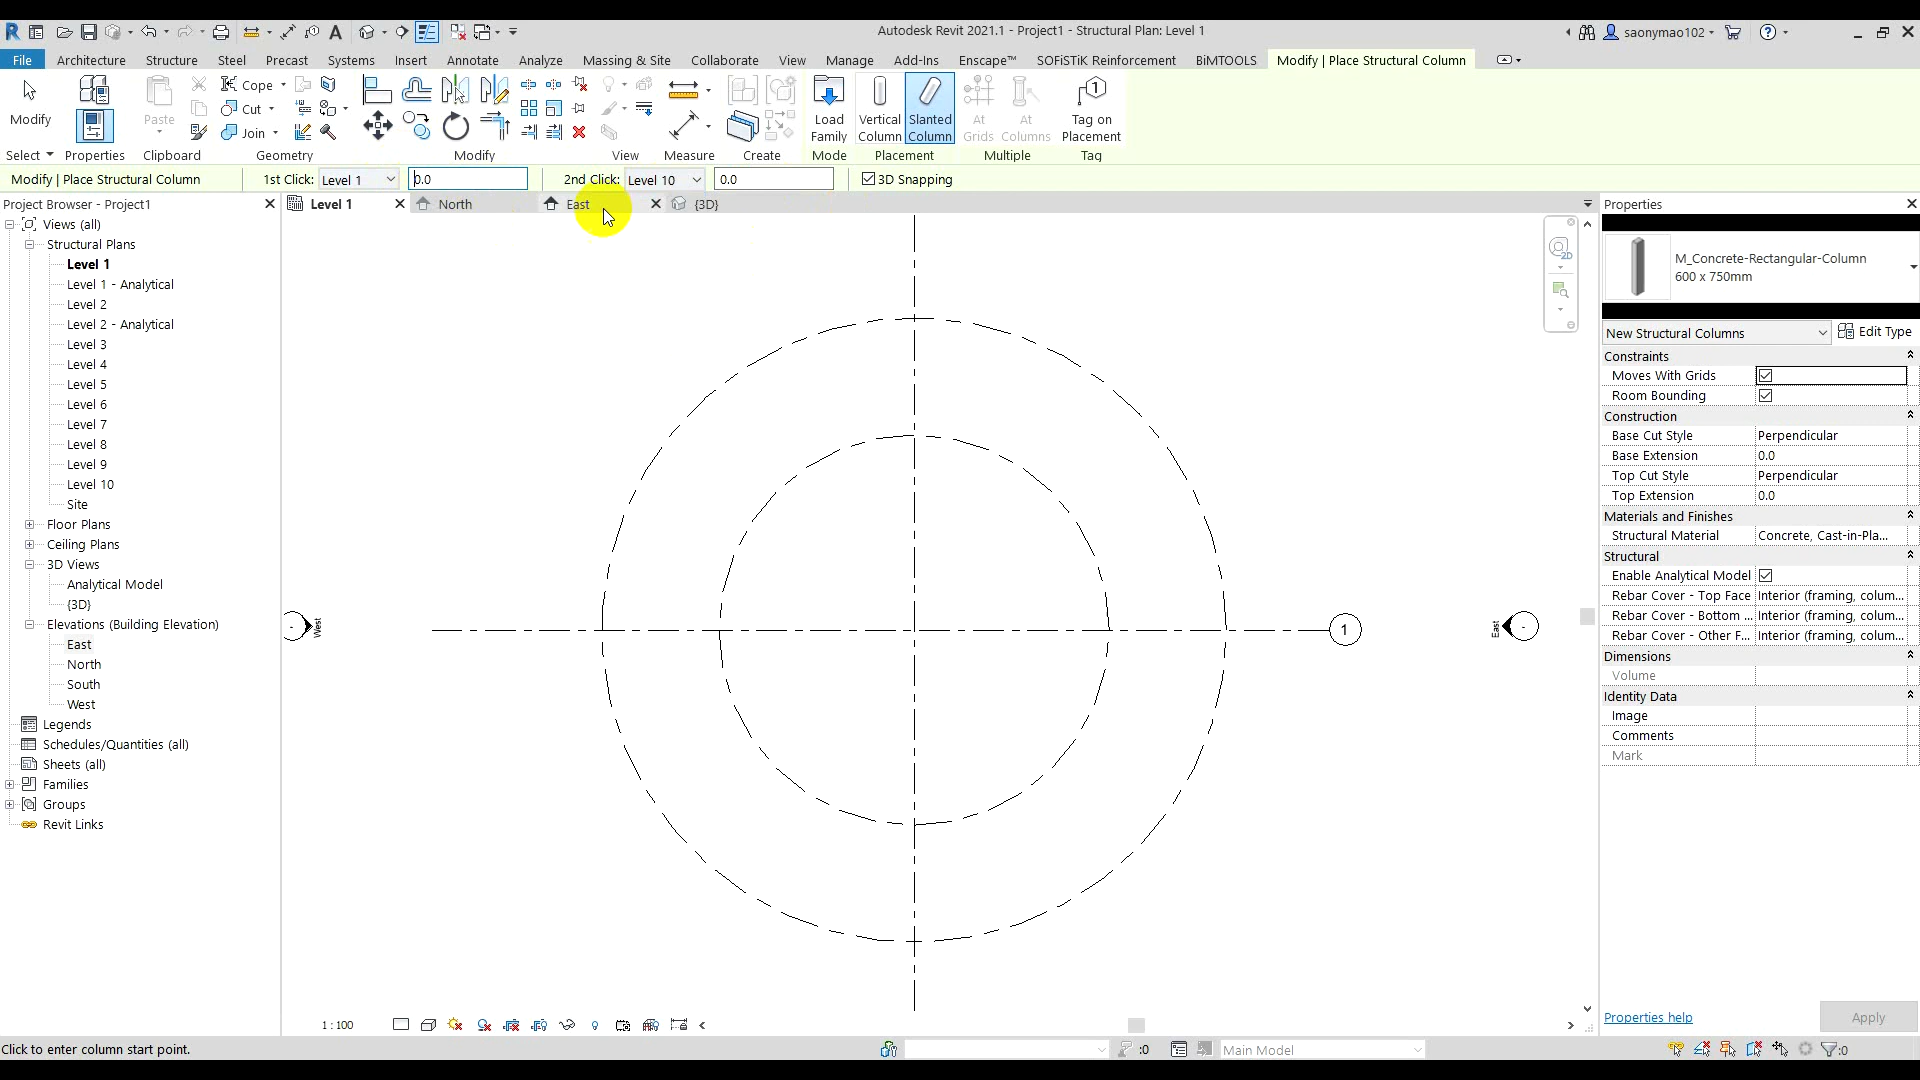 Autodesk Revit 2021.1 - Project1 - Structural Plan: Level 1
saonymao102
File Architecture Structure Steel Precast Systems Insert Annotate Analyze Massing & Site Collaborate View Manage Add-Ins Enscape™ SOFiSTiK Reinforcement BiMTOOLS Modify | Place Structural Column
Modify
Paste
Cope
Cut
Join
Load Family
Vertical Column
Slanted Column
At Grids
At Columns
Tag on Placement
Select Properties Clipboard Geometry Modify View Measure Create Mode Placement Multiple Tag
Modify | Place Structural Column 1st Click: Level 1 0.0 2nd Click: Level 10 0.0 3D Snapping
Project Browser - Project1
Level 1 North East {3D}
Views (all)
Structural Plans
Level 1
Level 1 - Analytical
Level 2
Level 2 - Analytical
Level 3
Level 4
Level 5
Level 6
Level 7
Level 8
Level 9
Level 10
Site
Floor Plans
Ceiling Plans
3D Views
Analytical Model
{3D}
Elevations (Building Elevation)
East
North
South
West
Legends
Schedules/Quantities (all)
Sheets (all)
Families
Groups
Revit Links
- West
1
East -
2D
Properties
M_Concrete-Rectangular-Column
600 x 750mm
New Structural Columns Edit Type
Constraints
Moves With Grids
Room Bounding
Construction
Base Cut Style Perpendicular
Base Extension 0.0
Top Cut Style Perpendicular
Top Extension 0.0
Materials and Finishes
Structural Material Concrete, Cast-in-Pla...
Structural
Enable Analytical Model
Rebar Cover - Top Face Interior (framing, colum...
Rebar Cover - Bottom ... Interior (framing, colum...
Rebar Cover - Other F... Interior (framing, colum...
Dimensions
Volume
Identity Data
Image
Comments
Mark
Properties help Apply
1 : 100
Click to enter column start point.
:0 Main Model :0